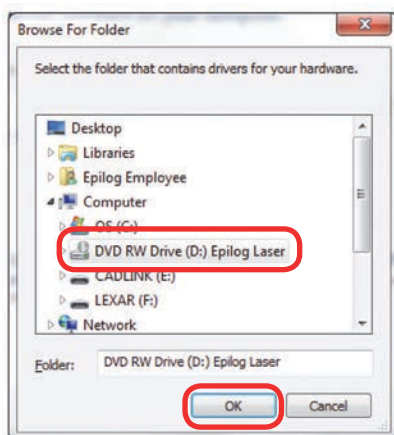 Browse For Folder
Select the folder that contains drivers for your hardware.
Desktop
Libraries
Epilog Employee
Computer
OS (C:)
DVD RW Drive (D:) Epilog Laser
CADLINK (E:)
LEXAR (F:)
Network
Folder: DVD RW Drive (D:) Epilog Laser
OK Cancel